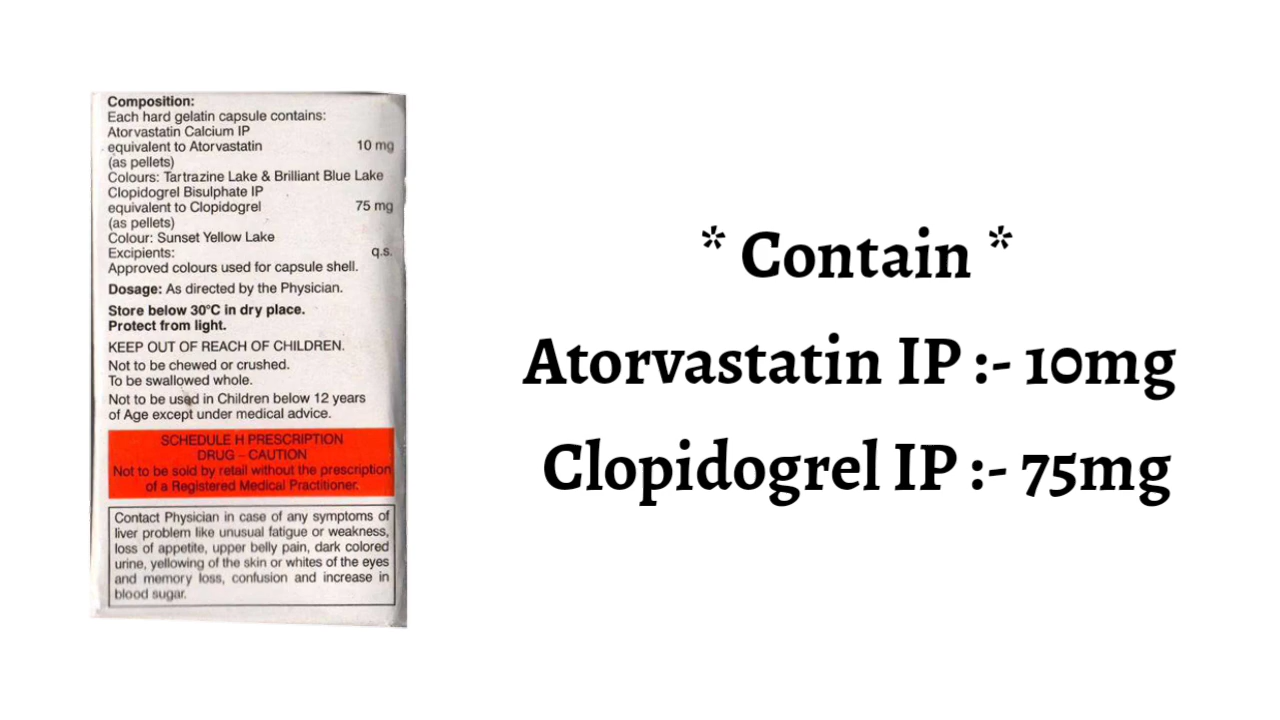 Composition:
Each hard gelatin capsule contains:
Atorvastatin Calcium IP
equivalent to Atorvastatin 10 mg
(as pellets)
Colours: Tartrazine Lake & Brilliant Blue Lake
Clopidogrel Bisulphate IP
equivalent to Clopidogrel 75 mg
(as pellets)
Colour: Sunset Yellow Lake
Excipients: q.s.
Approved colours used for capsule shell.
Dosage: As directed by the Physician.
Store below 30°C in dry place.
Protect from light.
KEEP OUT OF REACH OF CHILDREN.
Not to be chewed or crushed.
To be swallowed whole.
Not to be used in Children below 12 years
of Age except under medical advice.
SCHEDULE H PRESCRIPTION
DRUG – CAUTION
Not to be sold by retail without the prescription
of a Registered Medical Practitioner.
Contact Physician in case of any symptoms of
liver problem like unusual fatigue or weakness,
loss of appetite, upper belly pain, dark colored
urine, yellowing of the skin or whites of the eyes
and memory loss, confusion and increase in
blood sugar.
* Contain *
Atorvastatin IP :- 10mg
Clopidogrel IP :- 75mg